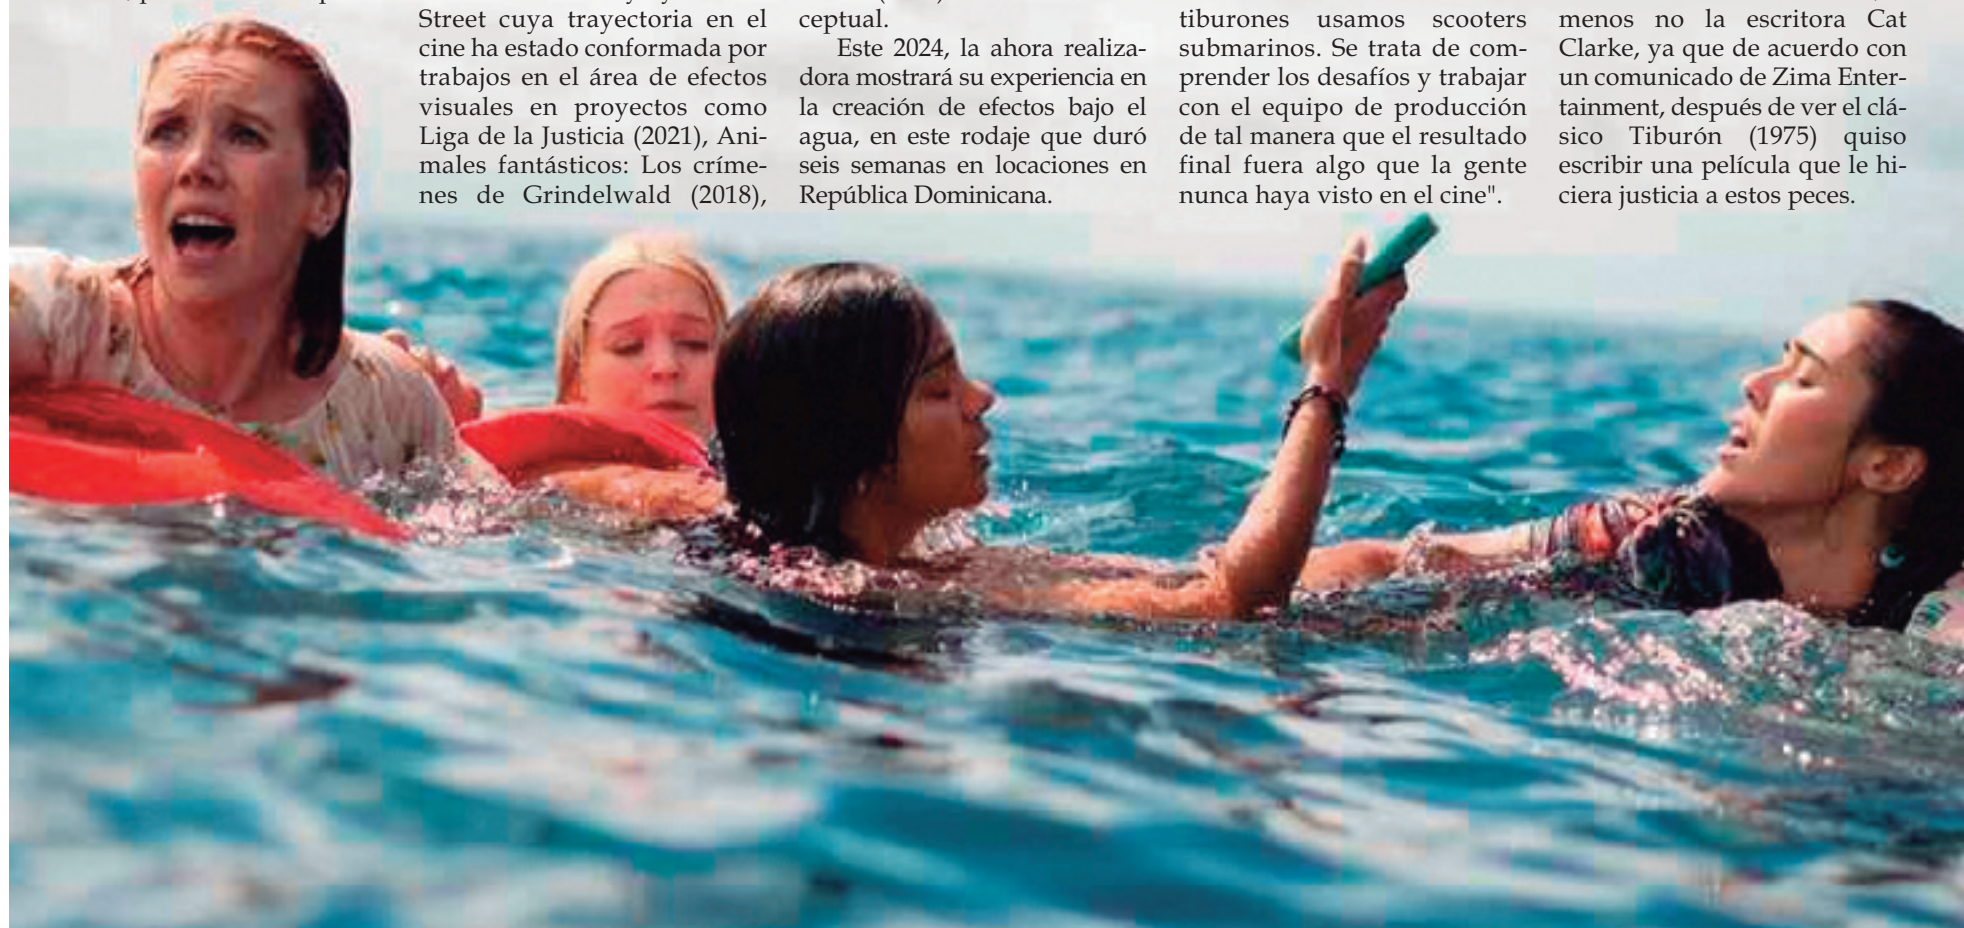 Street cuya trayectoria en el
cine ha estado conformada por
trabajos en el área de efectos
visuales en proyectos como
Liga de la Justicia (2021), Ani-
males fantásticos: Los críme-
nes de Grindelwald (2018),
ceptual.
Este 2024, la ahora realiza-
dora mostrará su experiencia en
la creación de efectos bajo el
agua, en este rodaje que duró
seis semanas en locaciones en
República Dominicana.
tiburones usamos scooters
submarinos. Se trata de com-
prender los desafíos y trabajar
con el equipo de producción
de tal manera que el resultado
final fuera algo que la gente
nunca haya visto en el cine".
menos no la escritora Cat
Clarke, ya que de acuerdo con
un comunicado de Zima Enter-
tainment, después de ver el clá-
sico Tiburón (1975) quiso
escribir una película que le hi-
ciera justicia a estos peces.